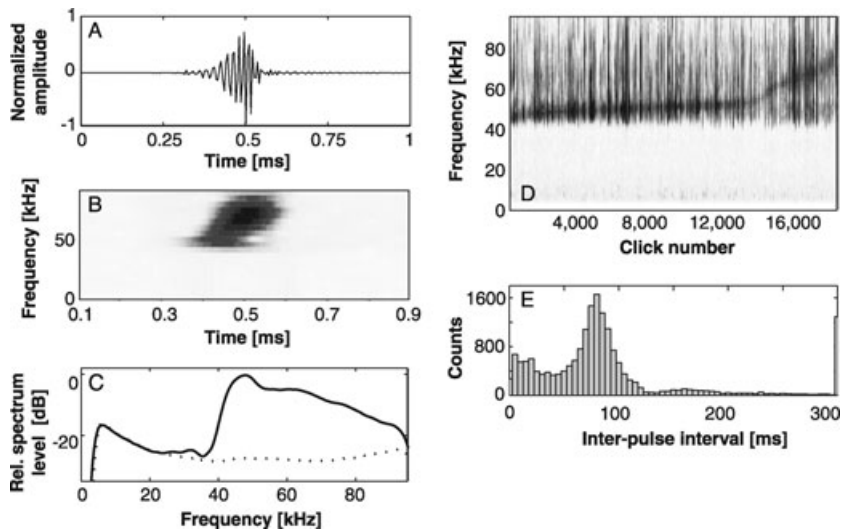 A
Normalized
amplitude
1
0
-1
0 0.25 0.5 0.75 1
Time [ms]
B
Frequency [kHz]
50
0
0.1 0.3 0.5 0.7 0.9
Time [ms]
C
Rel. spectrum
level [dB]
0
-20
0 20 40 60 80
Frequency [kHz]
D
Frequency [kHz]
80
60
40
20
0
4,000 8,000 12,000 16,000
Click number
E
Counts
1600
800
0
0 100 200 300
Inter-pulse interval [ms]